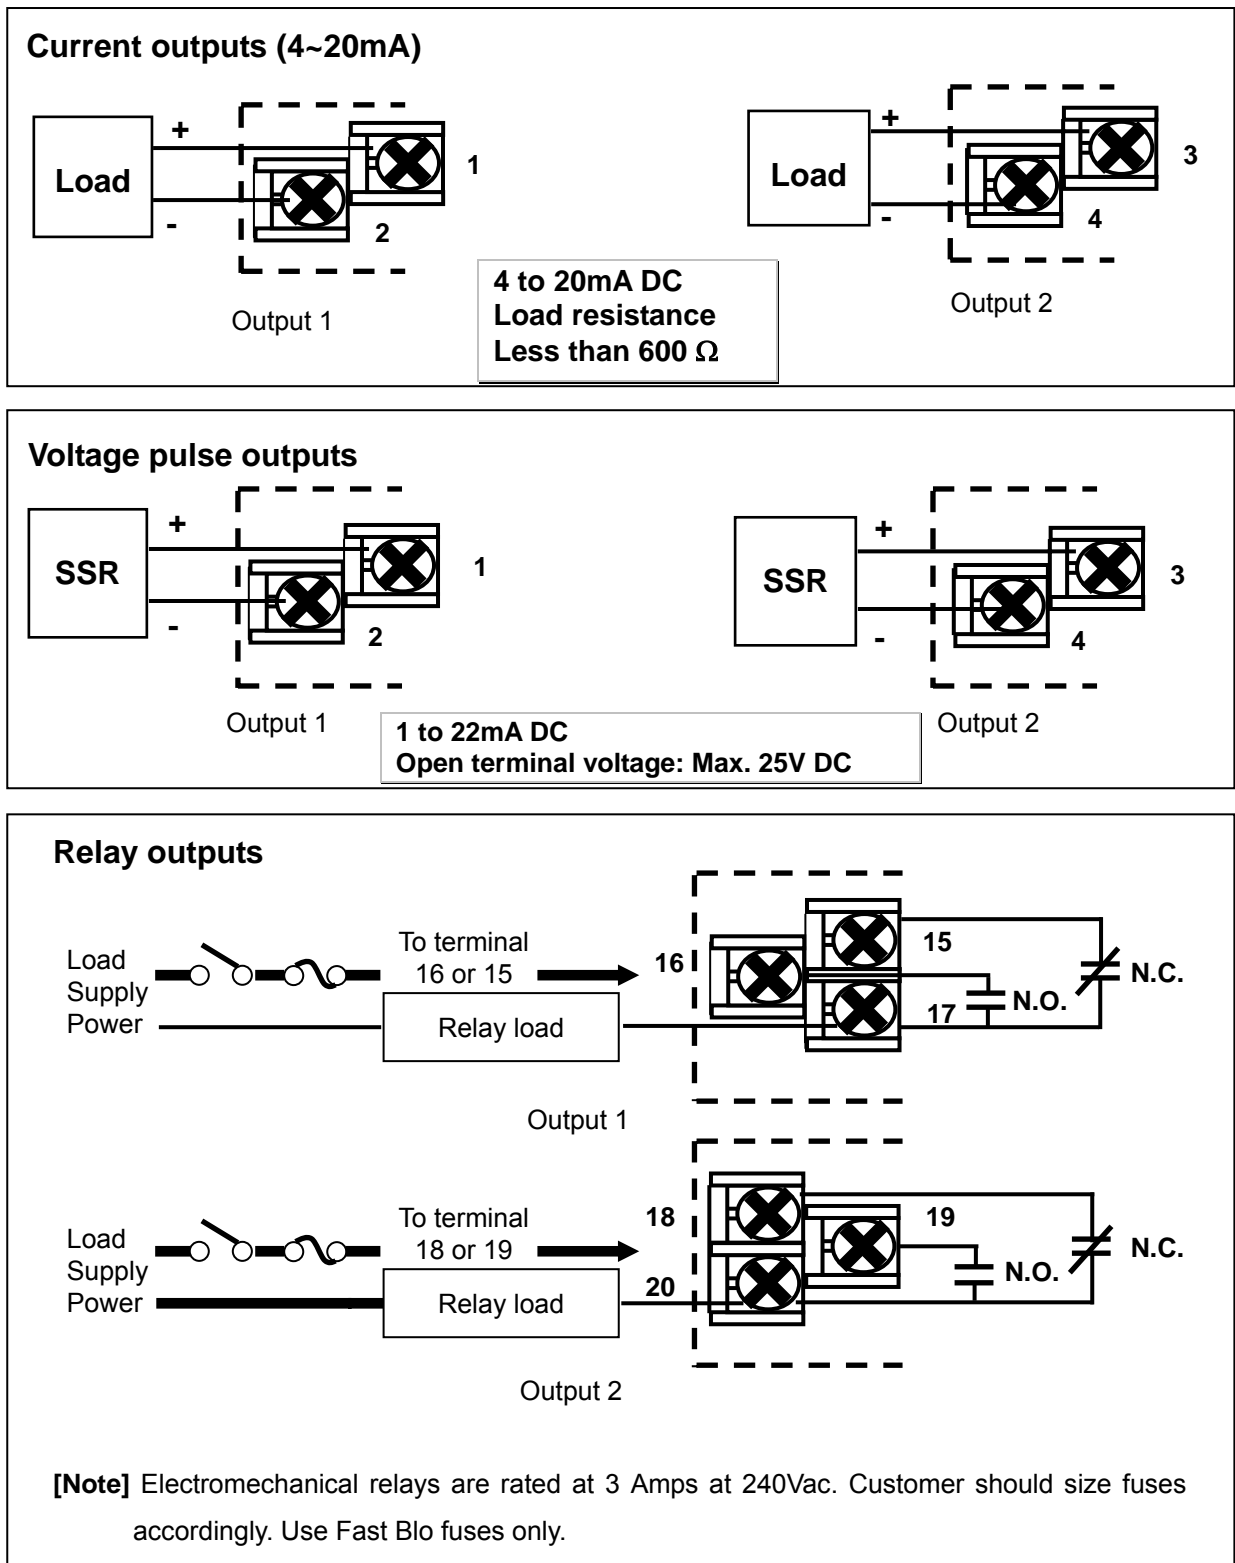 Current outputs (4~20mA)
Load
+
-
1
2
Output 1
4 to 20mA DC
Load resistance
Less than 600 Ω
Load
+
-
3
4
Output 2
Voltage pulse outputs
SSR
+
-
1
2
Output 1
1 to 22mA DC
Open terminal voltage: Max. 25V DC
SSR
+
-
3
4
Output 2
Relay outputs
Load
Supply
Power
To terminal
16 or 15
Relay load
16
15
17
N.O.
N.C.
Output 1
Load
Supply
Power
To terminal
18 or 19
Relay load
18
19
20
N.O.
N.C.
Output 2
[Note] Electromechanical relays are rated at 3 Amps at 240Vac. Customer should size fuses
accordingly. Use Fast Blo fuses only.